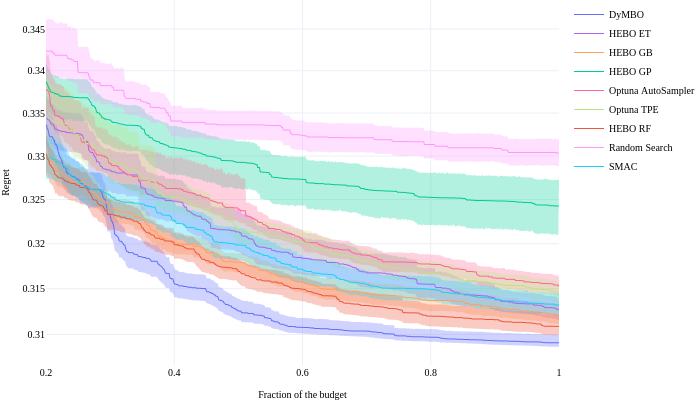 0.345
0.34
0.335
0.33
0.325
0.32
0.315
0.31
Regret
0.2
0.4
0.6
0.8
1
Fraction of the budget
DyMBO
HEBO ET
HEBO GB
HEBO GP
Optuna AutoSampler
Optuna TPE
HEBO RF
Random Search
SMAC